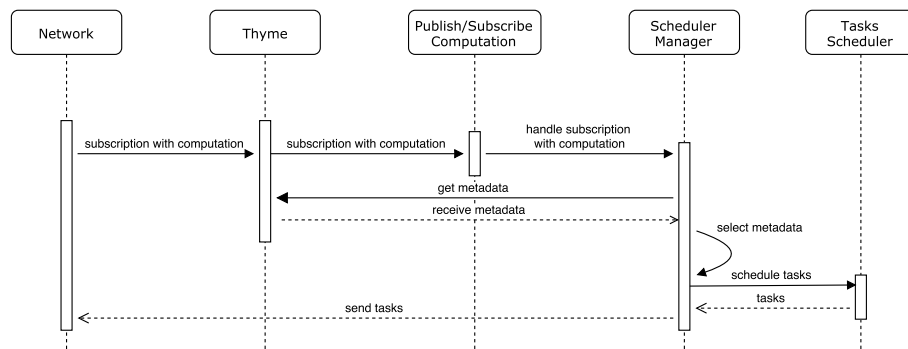 Network
Thyme
Publish/Subscribe
Computation
Scheduler
Manager
Tasks
Scheduler
subscription with computation
subscription with computation
handle subscription
with computation
get metadata
receive metadata
select metadata
schedule tasks
tasks
send tasks